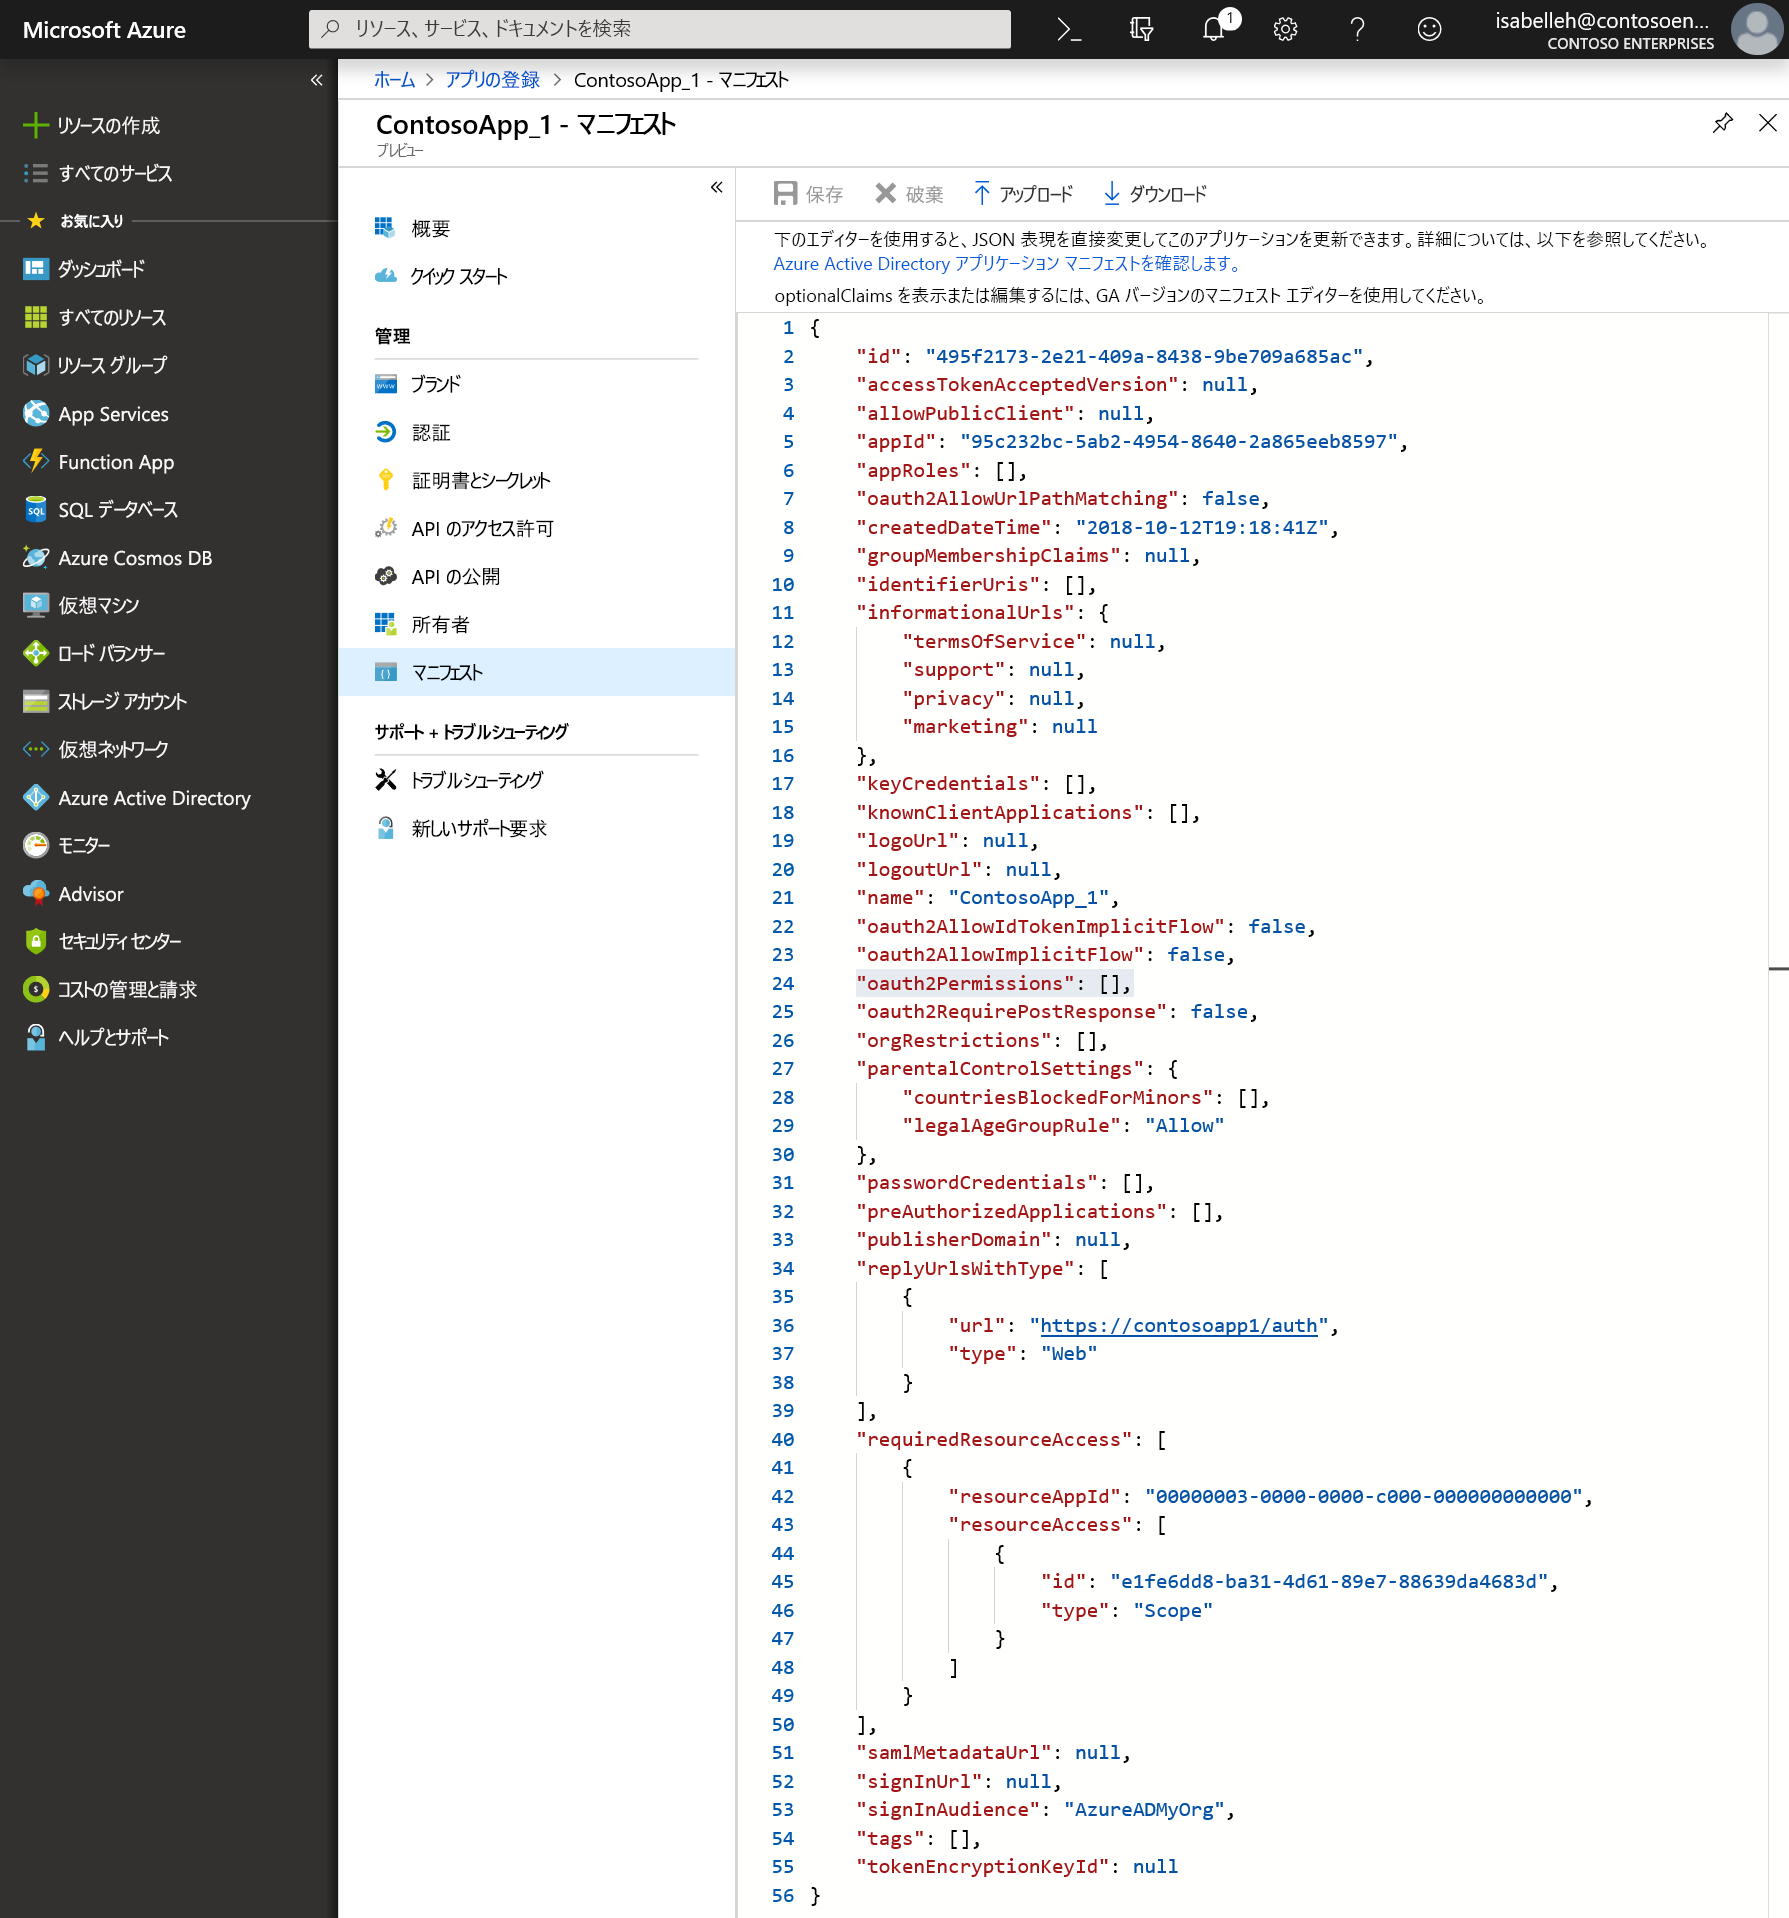 Microsoft Azure
リソース、サービス、ドキュメントを検索
1
isabelleh@contosoen...
CONTOSO ENTERPRISES
リソースの作成
すべてのサービス
お気に入り
ダッシュボード
すべてのリソース
リソース グループ
App Services
Function App
SQL
SQL データベース
Azure Cosmos DB
仮想マシン
ロード バランサー
ストレージ アカウント
仮想ネットワーク
Azure Active Directory
モニター
Advisor
セキュリティ センター
コストの管理と請求
ヘルプとサポート
ホーム > アプリの登録 > ContosoApp_1 - マニフェスト
ContosoApp_1 - マニフェスト
プレビュー
概要
クイック スタート
管理
www
ブランド
認証
証明書とシークレット
API のアクセス許可
API の公開
所有者
マニフェスト
サポート + トラブルシューティング
トラブルシューティング
新しいサポート要求
保存
破棄
アップロード
ダウンロード
下のエディターを使用すると、JSON 表現を直接変更してこのアプリケーションを更新できます。詳細については、以下を参照してください。
Azure Active Directory アプリケーション マニフェストを確認します。
optionalClaims を表示または編集するには、GA バージョンのマニフェスト エディターを使用してください。
1 {
2 "id": "495f2173-2e21-409a-8438-9be709a685ac",
3 "accessTokenAcceptedVersion": null,
4 "allowPublicClient": null,
5 "appId": "95c232bc-5ab2-4954-8640-2a865eeb8597",
6 "appRoles": [],
7 "oauth2AllowUrlPathMatching": false,
8 "createdDateTime": "2018-10-12T19:18:41Z",
9 "groupMembershipClaims": null,
10 "identifierUris": [],
11 "informationalUrls": {
12 "termsOfService": null,
13 "support": null,
14 "privacy": null,
15 "marketing": null
16 },
17 "keyCredentials": [],
18 "knownClientApplications": [],
19 "logoUrl": null,
20 "logoutUrl": null,
21 "name": "ContosoApp_1",
22 "oauth2AllowIdTokenImplicitFlow": false,
23 "oauth2AllowImplicitFlow": false,
24 "oauth2Permissions": [],
25 "oauth2RequirePostResponse": false,
26 "orgRestrictions": [],
27 "parentalControlSettings": {
28 "countriesBlockedForMinors": [],
29 "legalAgeGroupRule": "Allow"
30 },
31 "passwordCredentials": [],
32 "preAuthorizedApplications": [],
33 "publisherDomain": null,
34 "replyUrlsWithType": [
35 {
36 "url": "https://contosoapp1/auth",
37 "type": "Web"
38 }
39 ],
40 "requiredResourceAccess": [
41 {
42 "resourceAppId": "00000003-0000-0000-c000-000000000000",
43 "resourceAccess": [
44 {
45 "id": "e1fe6dd8-ba31-4d61-89e7-88639da4683d",
46 "type": "Scope"
47 }
48 ]
49 }
50 ],
51 "samlMetadataUrl": null,
52 "signInUrl": null,
53 "signInAudience": "AzureADMyOrg",
54 "tags": [],
55 "tokenEncryptionKeyId": null
56 }